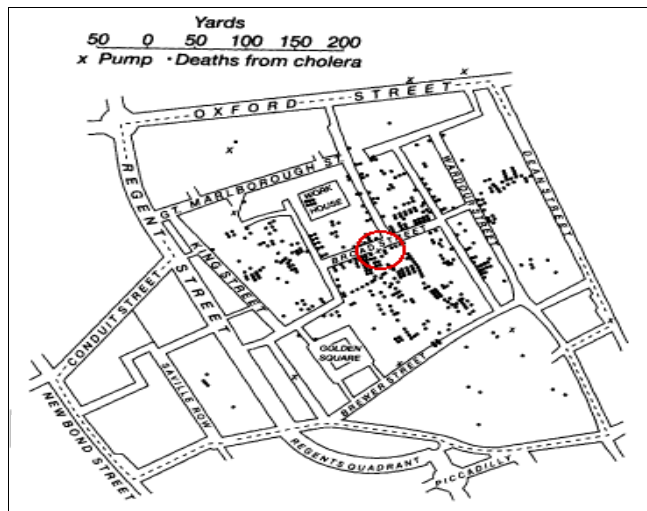 Yards
50 0 50 100 150 200
x Pump • Deaths from cholera
OXFORD STREET
REGENT STREET
GT. MARLBOROUGH ST
WORK HOUSE
BROAD STREET
WARDOUR STREET
DEAN STREET
KING STREET
CONDUIT STREET
NEW BOND STREET
SAVILLE ROW
GOLDEN SQUARE
BREWER STREET
REGENTS QUADRANT
PICCADILLY